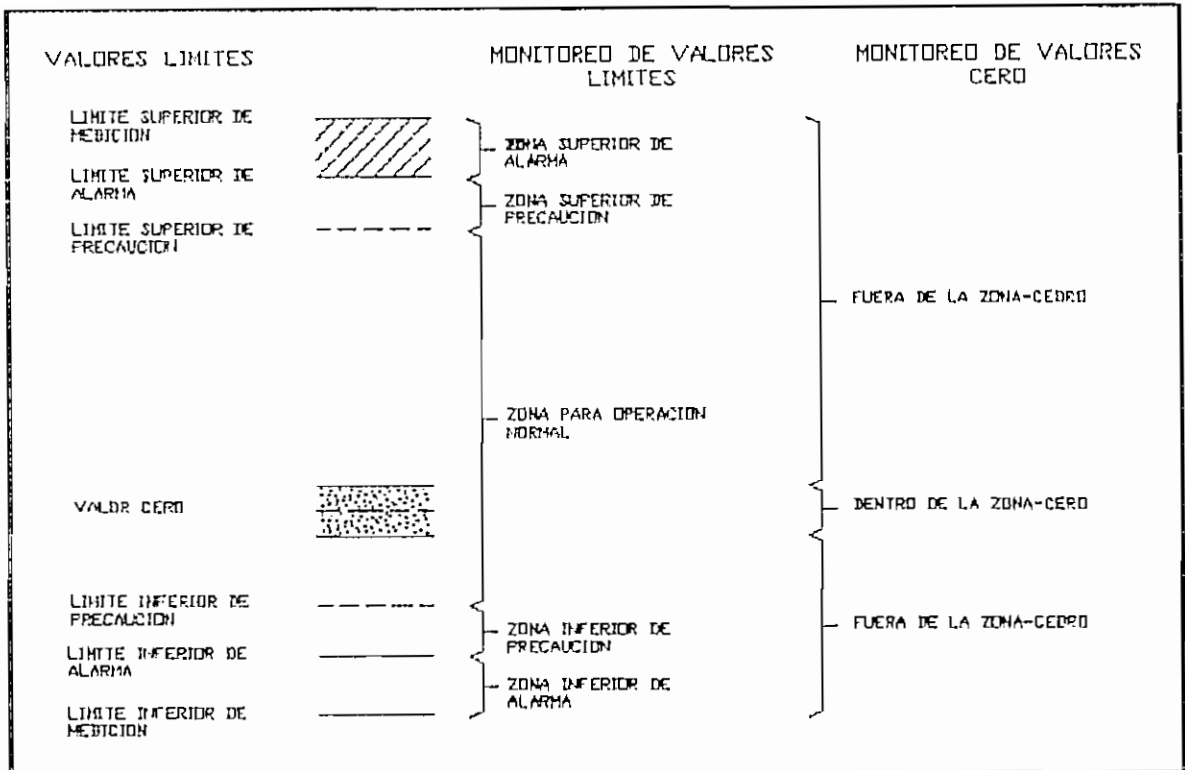 VALORES LIMITES
MONITOREO DE VALORES
LIMITES
MONITOREO DE VALORES
CERO
LIMITE SUPERIOR DE
MEDICION
LIMITE SUPERIOR DE
ALARMA
LIMITE SUPERIOR DE
PRECAUCION
VALOR CERO
LIMITE INFERIOR DE
PRECAUCION
LIMITE INFERIOR DE
ALARMA
LIMITE INFERIOR DE
MEDICION
ZONA SUPERIOR DE
ALARMA
ZONA SUPERIOR DE
PRECAUCION
ZONA PARA OPERACION
NORMAL
ZONA INFERIOR DE
PRECAUCION
ZONA INFERIOR DE
ALARMA
FUERA DE LA ZONA-CEDRO
DENTRO DE LA ZONA-CERO
FUERA DE LA ZONA-CEDRO